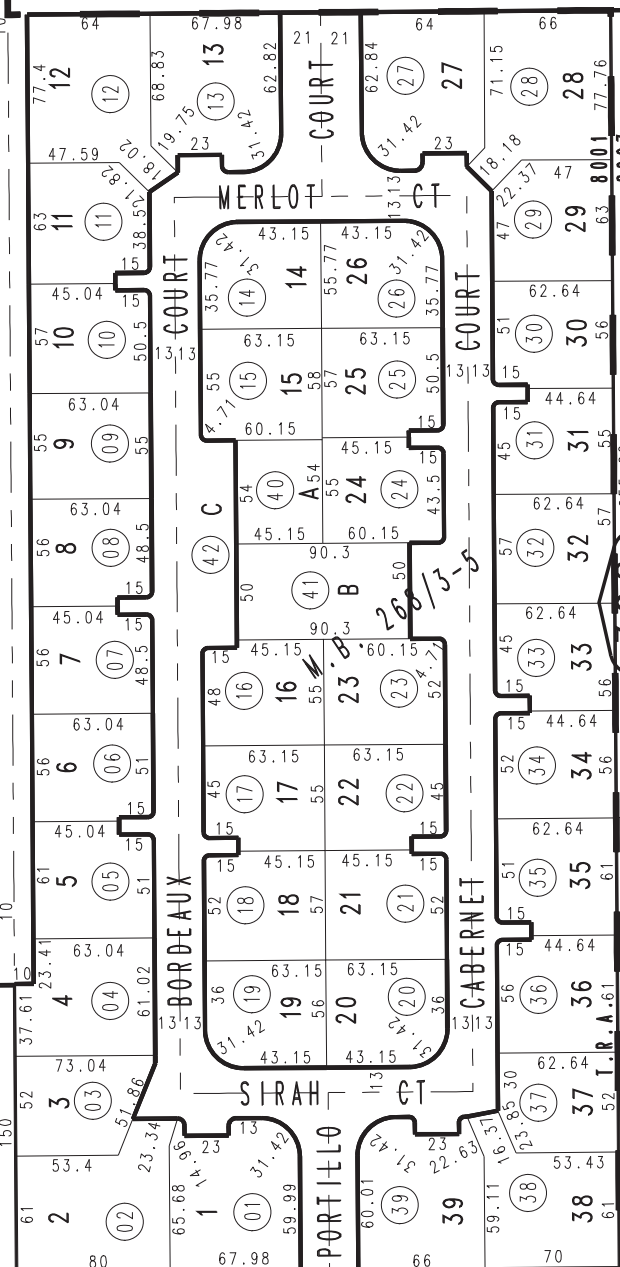 64 67.98 21 21 64 66
12 77.4 12 68.83 13 13 62.82 COURT 62.84 27 27 71.15 28 28 77.76
19.75 31.42 23 31.42 23
47.59 18.02 21.82 18.18 22.37 47 8001
MERLOT CT 13 13
63 11 11 38.5 31.42 43.15 43.15 31.42 47 29 29 63
15 COURT 35.77 14 14 55.77 26 26 35.77 COURT
45.04 15 62.64
57 10 10 50.5 51 30 30 56
13 13 63.15 63.15 13 13 15
63.04 55 15 15 58 57 25 25 50.5 44.64
55 9 09 55 4.71 60.15 15 15 45 31 31 55
45.15 15
63.04 C 54 40 A 54 55 24 24 43.5 62.64 57
56 8 08 48.5 42 45.15 60.15 57 32 32
90.3
15 50 41 B 50 62.64
45.04 15 90.3 M.B. 268/3-5 45 33 33
56 7 07 48.5 15 45.15 60.15 4.71 15 56
63.04 48 16 16 55 23 23 52 15 44.64
56 6 06 51 63.15 63.15 52 34 34 56
15 45 17 17 55 22 22 45 62.64
45.04 15 15 15
61 5 05 51 15 45.15 45.15 15 51 35 35 61
BORDEAUX 52 18 18 57 21 21 52 CABERNET 15
10 10 63.04 63.15 63.15 15 44.64
23.41 4 04 61.02 36 19 19 56 20 20 36 56 36 36 61
37.61 13 13 31.42 31.42 13 13 T.R.A.
73.04 43.15 43.15 62.64
52 3 03 51.86 SIRAH 13 CT 30 37 37 52
150 23.34 14.96 23 13 31.42 PORTILLO 31.42 22.63 16.37 23.85
53.4 53.43
61 2 02 65.68 1 01 59.99 60.01 39 39 59.11 38 38 61
80 67.98 66 70